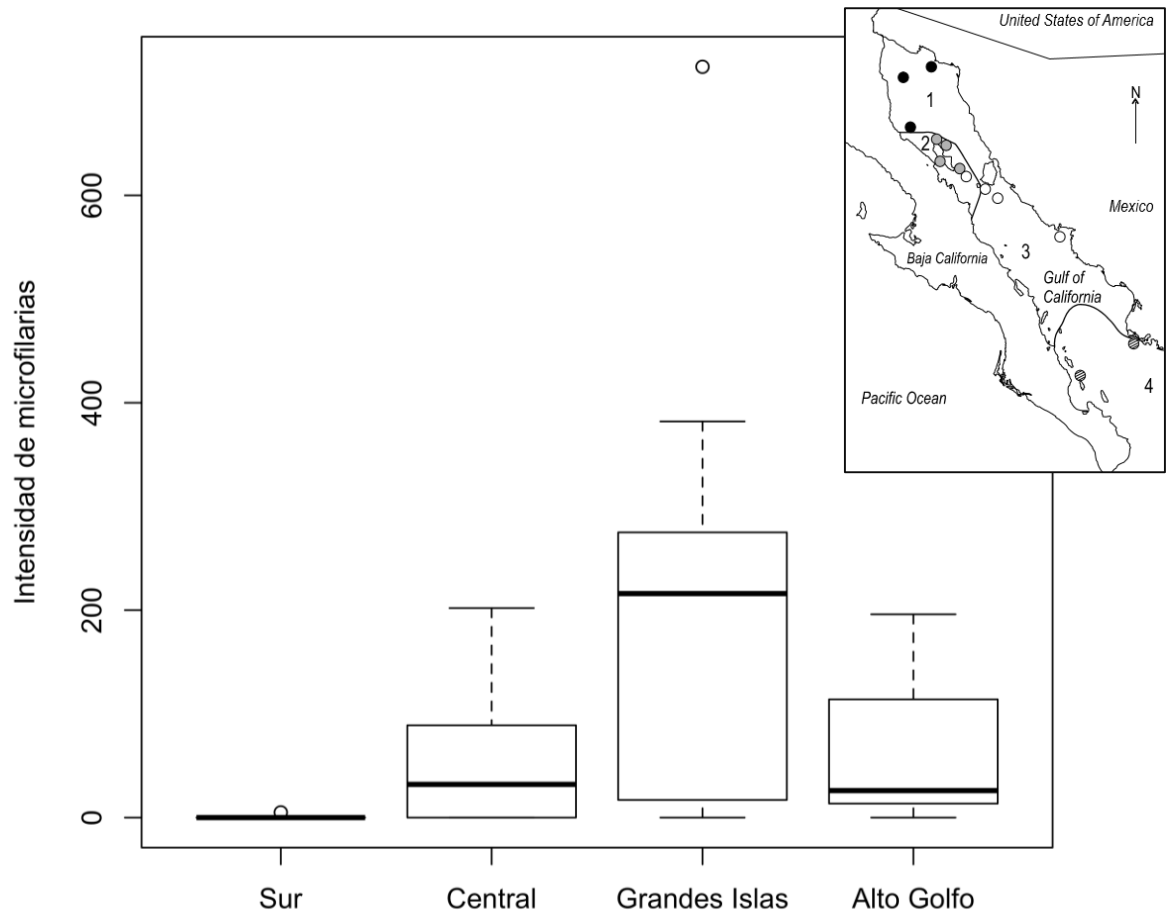 United States of America
N
1
2
Mexico
Baja California
3
Gulf of
California
4
Pacific Ocean
Intensidad de microfilarias
600
400
200
0
Sur
Central
Grandes Islas
Alto Golfo